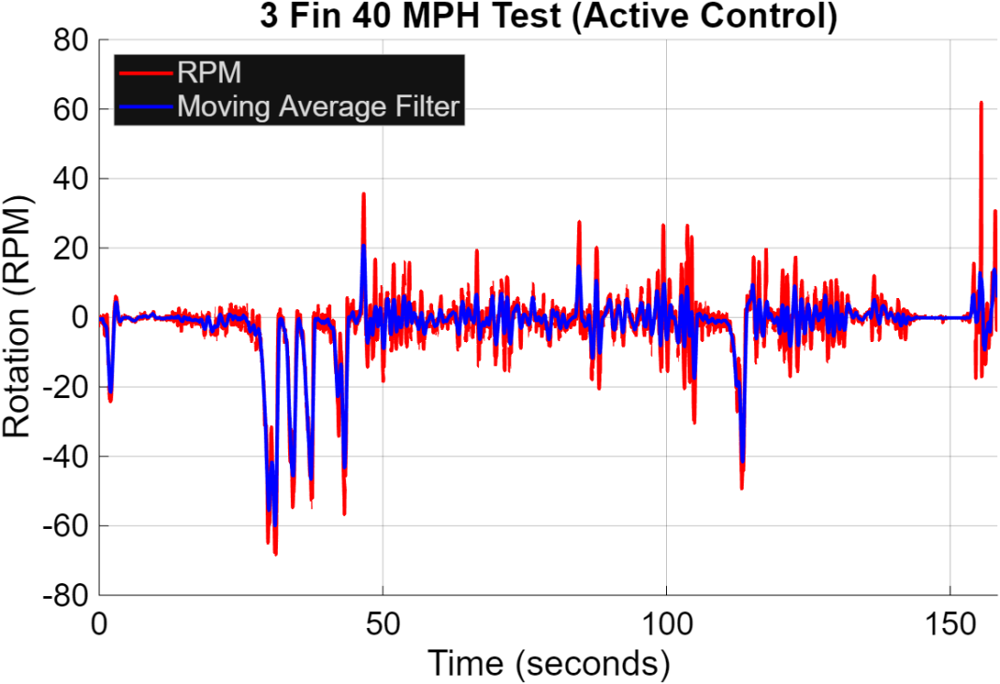 3 Fin 40 MPH Test (Active Control)
RPM
Moving Average Filter
80
60
40
20
0
-20
-40
-60
-80
Rotation (RPM)
0 50 100 150
Time (seconds)